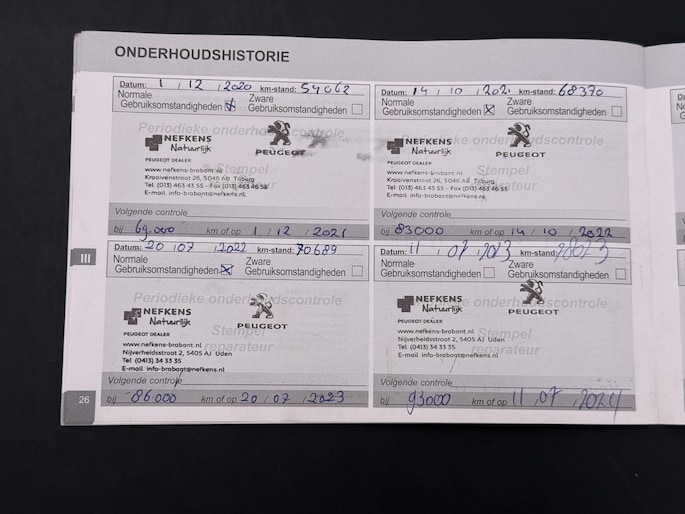 ONDERHOUDSHISTORIE
Datum: 1 / 12 / 2020 km-stand: 54062
Normale Zware
Gebruiksomstandigheden Gebruiksomstandigheden
Periodieke onderhoudscontrole
NEFKENS
Natuurlijk
PEUGEOT
PEUGEOT DEALER
Stempel
reparateur
www.nefkens-brabant.nl
Kraaivenstraat 26, 5048 AB Tilburg
Tel (013) 463 43 55 - Fax (013) 463 46 55
E-mail info-brabant@nefkens.nl
Volgende controle
bij 69.000 km of op 1 / 12 / 2021
Datum: 14 / 10 / 2021 km-stand: 68370
Normale Zware
Gebruiksomstandigheden Gebruiksomstandigheden
Periodieke onderhoudscontrole
NEFKENS
Natuurlijk
PEUGEOT
PEUGEOT DEALER
Stempel
reparateur
www.nefkens-brabant.nl
Kraaivenstraat 26, 5048 AB Tilburg
Tel (013) 463 43 55 - Fax (013) 463 46 55
E-mail info-brabant@nefkens.nl
Volgende controle
bij 83000 km of op 14 / 10 / 2022
III
Datum: 20 / 07 / 2022 km-stand: 70689
Normale Zware
Gebruiksomstandigheden Gebruiksomstandigheden
Periodieke onderhoudscontrole
NEFKENS
Natuurlijk
PEUGEOT
PEUGEOT DEALER
Stempel
reparateur
www.nefkens-brabant.nl
Nijverheidsstraat 2, 5405 AJ Uden
Tel. (0413) 34 33 35
E-mail info-brabant@nefkens.nl
Volgende controle
bij 86.000 km of op 20 / 07 / 2023
Datum: 11 / 07 / 2023 km-stand:
Normale Zware
Gebruiksomstandigheden Gebruiksomstandigheden
Periodieke onderhoudscontrole
NEFKENS
Natuurlijk
PEUGEOT
PEUGEOT DEALER
Stempel
reparateur
www.nefkens-brabant.nl
Nijverheidsstraat 2, 5405 AJ Uden
Tel. (0413) 34 33 35
E-mail info-brabant@nefkens.nl
Volgende controle
bij 93000 km of op 11 / 07 / 2024
26